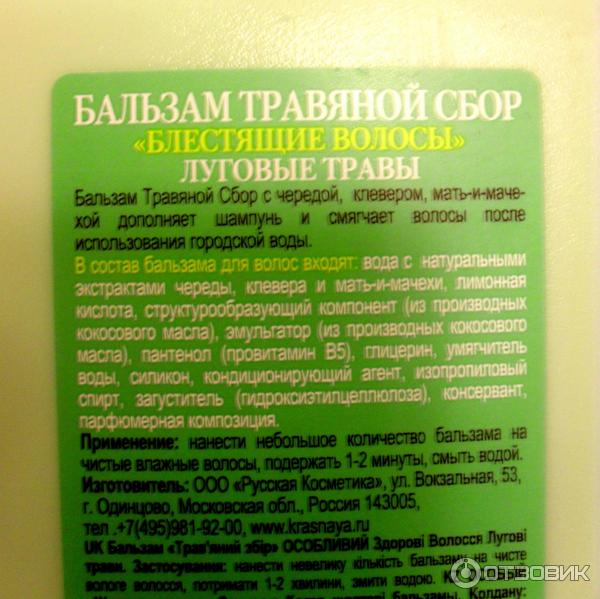 БАЛЬЗАМ ТРАВЯНОЙ СБОР
«БЛЕСТЯЩИЕ ВОЛОСЫ»
ЛУГОВЫЕ ТРАВЫ
Бальзам Травяной Сбор с чередой, клевером, мать-и-маче-
хой дополняет шампунь и смягчает волосы после
использования городской воды.
В состав бальзама для волос входят: вода с натуральными
экстрактами череды, клевера и мать-и-мачехи, лимонная
кислота, структурообразующий компонент (из производных
кокосового масла), эмульгатор (из производных кокосового
масла), пантенол (провитамин В5), глицерин, умягчитель
воды, силикон, кондиционирующий агент, изопропиловый
спирт, загуститель (гидроксиэтилцеллюлоза), консервант,
парфюмерная композиция.
Применение: нанести небольшое количество бальзама на
чистые влажные волосы, подержать 1-2 минуты, смыть водой.
Изготовитель: ООО «Русская Косметика», ул. Вокзальная, 53,
г. Одинцово, Московская обл., Россия 143005,
тел .+7(495)981-92-00, www.krasnaya.ru
UK Бальзам «Трав'яний збір» ОСОБЛИВИЙ Здорові Волосся Лугові
трави. Застосування: нанести невелику кількість бальзаму на чисте
вологе волосся, потримати 1-2 хвилини, змити водою.
бальзамы. Колдану:
ОТЗОВИК